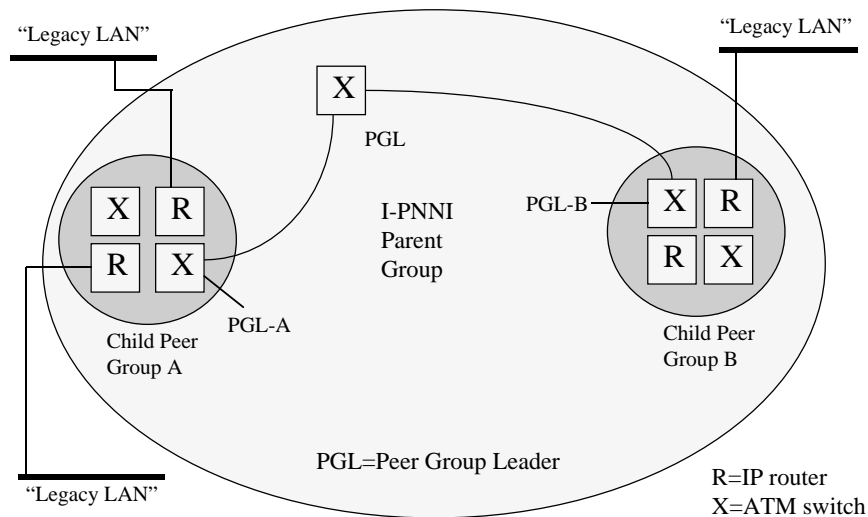 “Legacy LAN”
“Legacy LAN”
X
PGL
X R
R X
I-PNNI
Parent
Group
PGL-B
X R
R X
PGL-A
Child Peer
Group A
Child Peer
Group B
PGL=Peer Group Leader
“Legacy LAN”
R=IP router
X=ATM switch